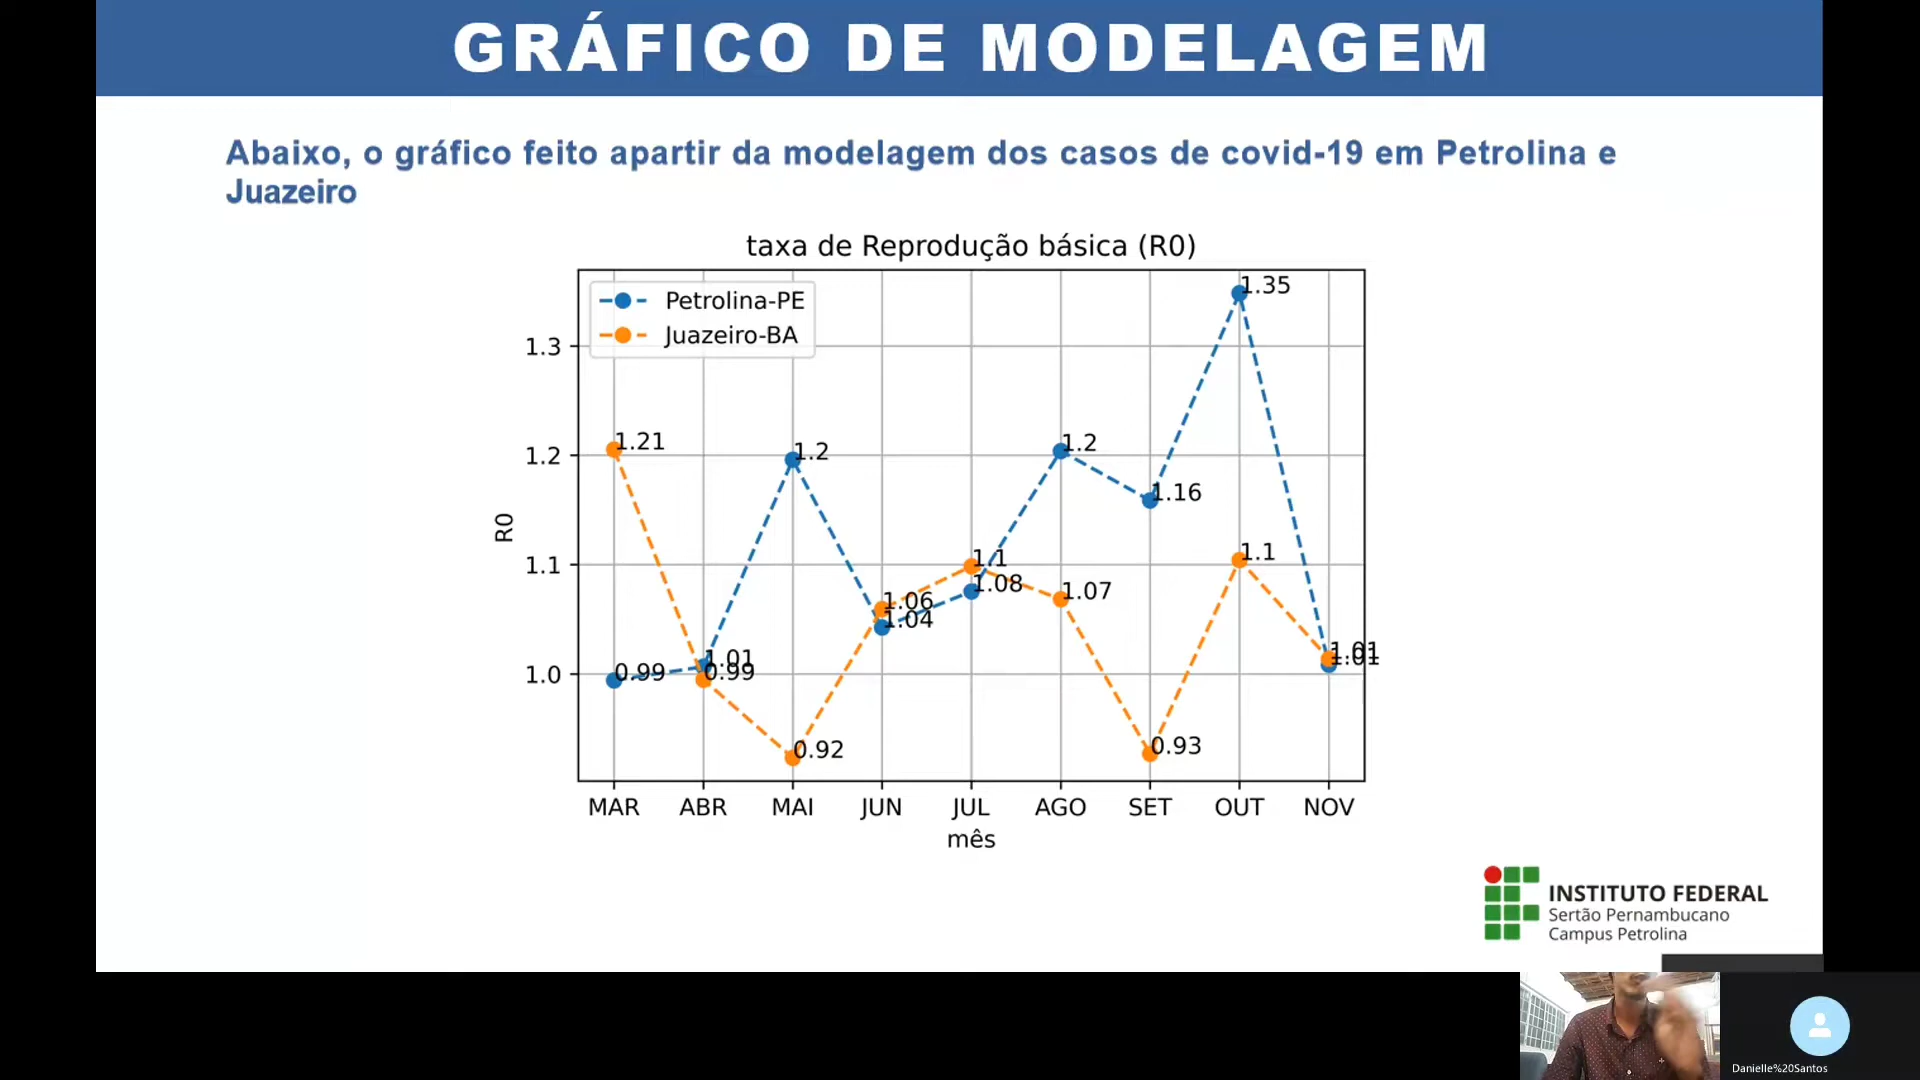 GRÁFICO DE MODELAGEM
Abaixo, o gráfico feito apartir da modelagem dos casos de covid-19 em Petrolina e
Juazeiro
taxa de Reprodução básica (R0)
Petrolina-PE
Juazeiro-BA
1.3
1.2
1.1
1.0
R0
1.21
0.99
1.01
0.99
1.2
0.92
1.06
1.04
1.1
1.08
1.2
1.07
1.16
0.93
1.35
1.1
1.01
1.01
MAR ABR MAI JUN JUL AGO SET OUT NOV
mês
INSTITUTO FEDERAL
Sertão Pernambucano
Campus Petrolina
Danielle%20Santos